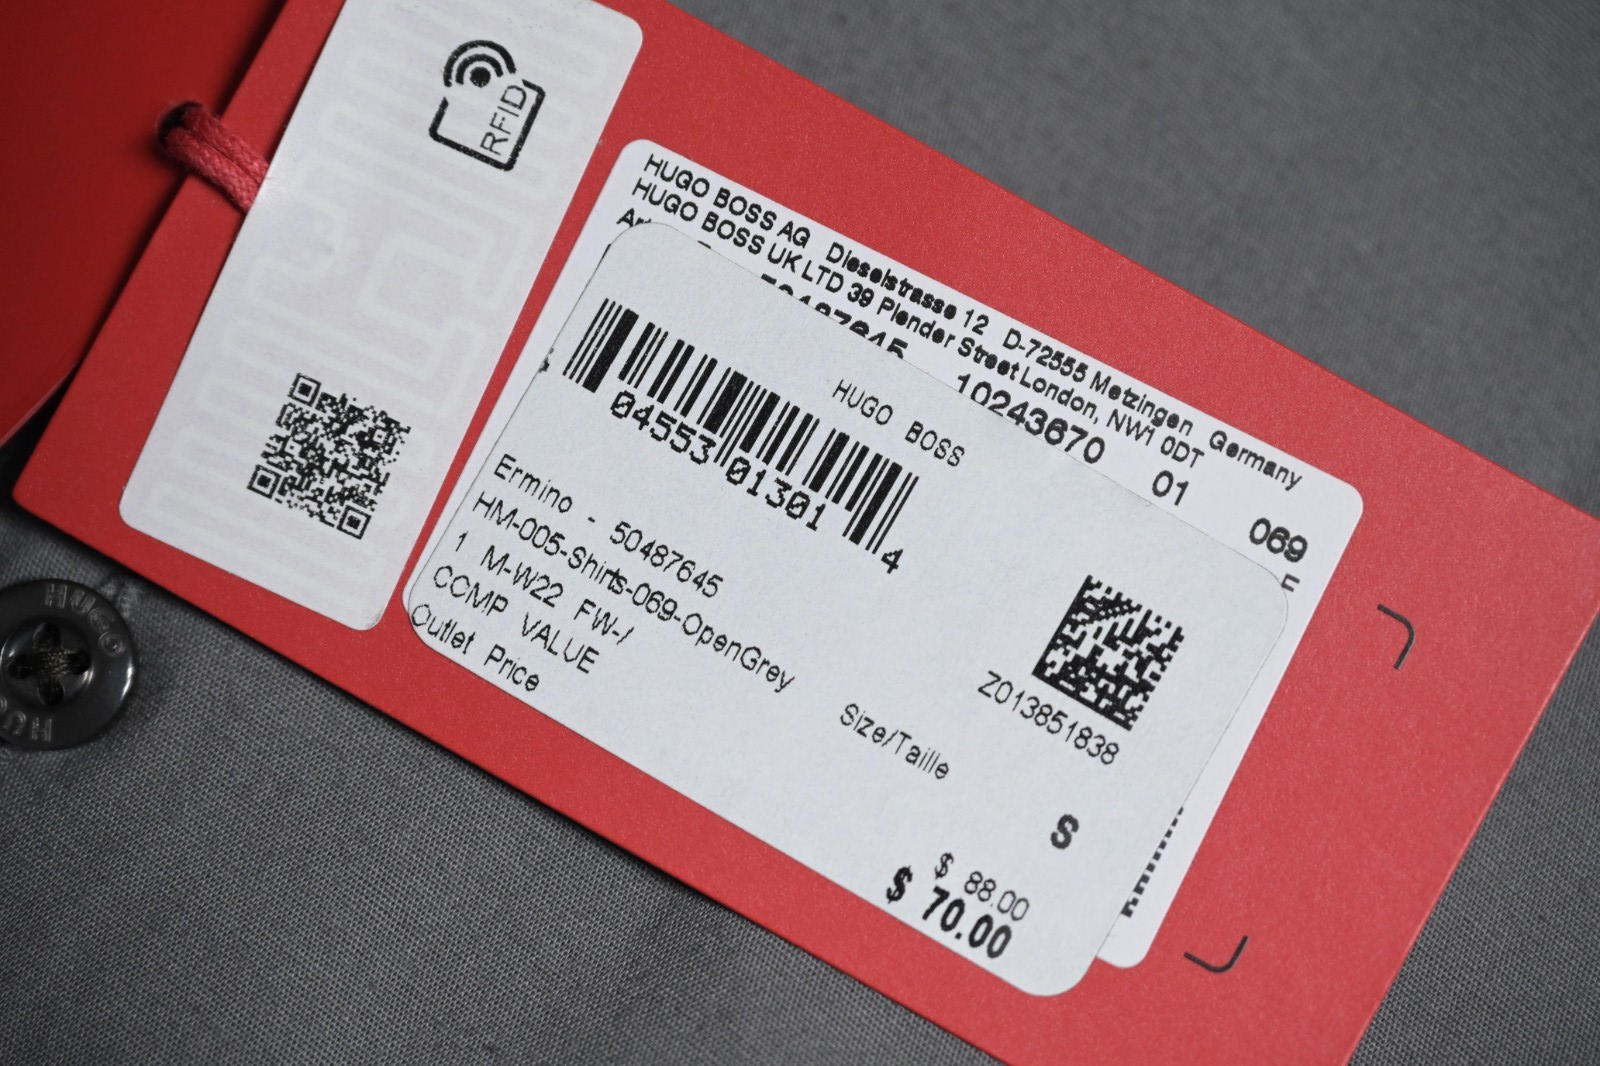 RFID
HUGO BOSS AG Dieselstrasse 12 D-72555 Metzingen Germany
HUGO BOSS UK LTD 39 Plender Street London, NW1 0DT
50487645 10243670 01 069
HUGO BOSS
04553 01301 4
Ermino - 50487645
HM-005-Shirts-069-OpenGrey
1 M-W22 FW-/
COMP VALUE
Outlet Price
Z013851838
Size/Taille
S
$ 88.00
$ 70.00
HUGO